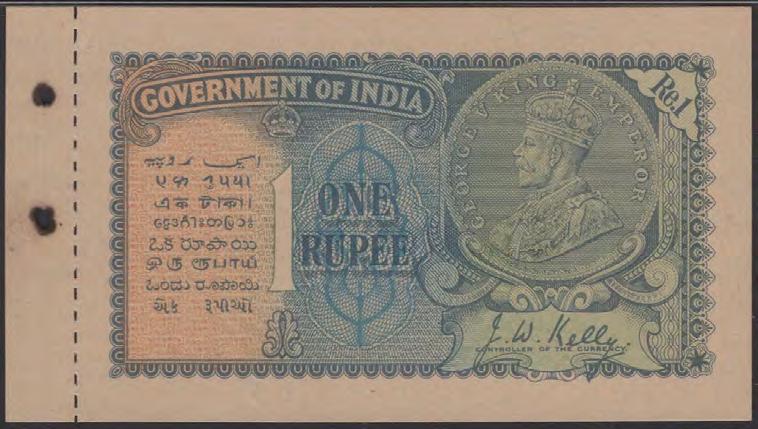 GOVERNMENT OF INDIA
Re.1
GEORGE V KING EMPEROR
ایک روپیہ
एक रुपया
এক টাকা।
ఒక రూపాయి
ஒரு ரூபாய்
ಒಂದು ರೂಪಾಯಿ
એક રૂપીઓ
1
ONE
RUPEE
J. W. Kelly.
CONTROLLER OF THE CURRENCY.